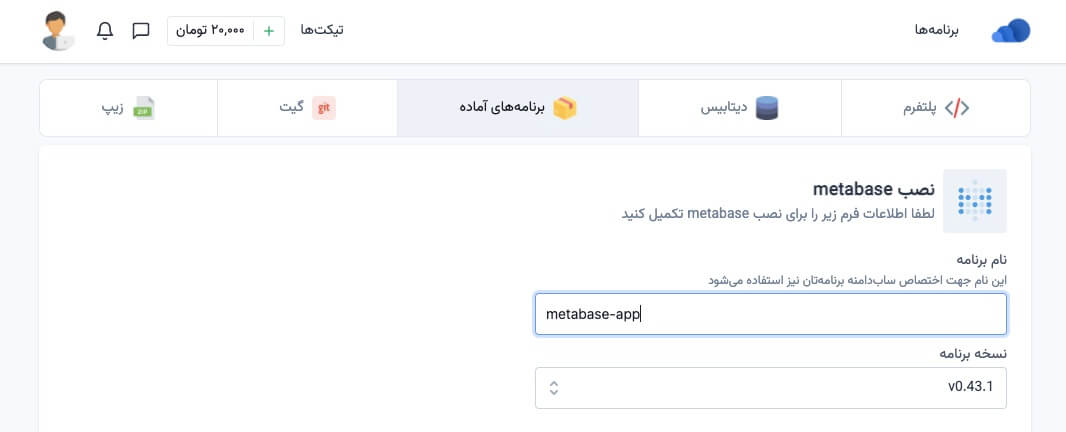 برنامه‌ها
تیکت‌ها
+ ۲۰,۰۰۰ تومان
پلتفرم
دیتابیس
برنامه‌های آماده
git گیت
ZIP زیپ
نصب metabase
لطفا اطلاعات فرم زیر را برای نصب metabase تکمیل کنید
نام برنامه
این نام جهت اختصاص ساب‌دامنه برنامه‌تان نیز استفاده می‌شود
metabase-app
نسخه برنامه
v0.43.1